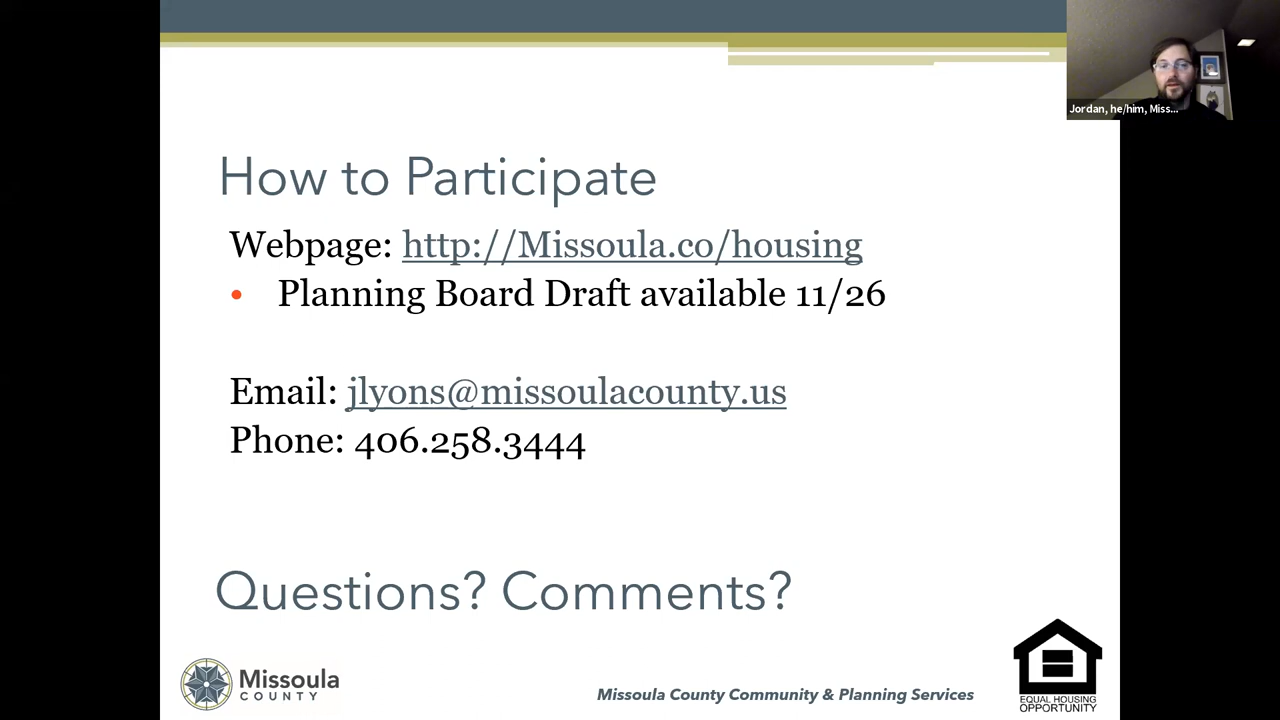 Jordan, he/him, Miss...
How to Participate
Webpage: http://Missoula.co/housing
• Planning Board Draft available 11/26
Email: jlyons@missoulacounty.us
Phone: 406.258.3444
Questions? Comments?
Missoula
COUNTY
Missoula County Community & Planning Services
EQUAL HOUSING
OPPORTUNITY